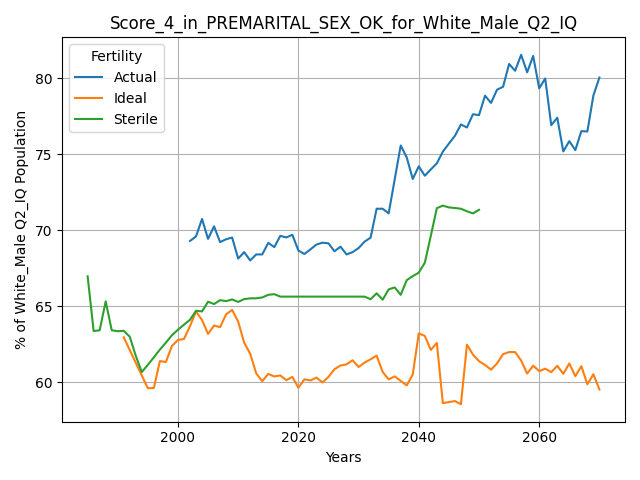 Score_4_in_PREMARITAL_SEX_OK_for_White_Male_Q2_IQ
Fertility
Actual
Ideal
Sterile
% of White_Male Q2_IQ Population
80
75
70
65
60
2000
2020
2040
2060
Years